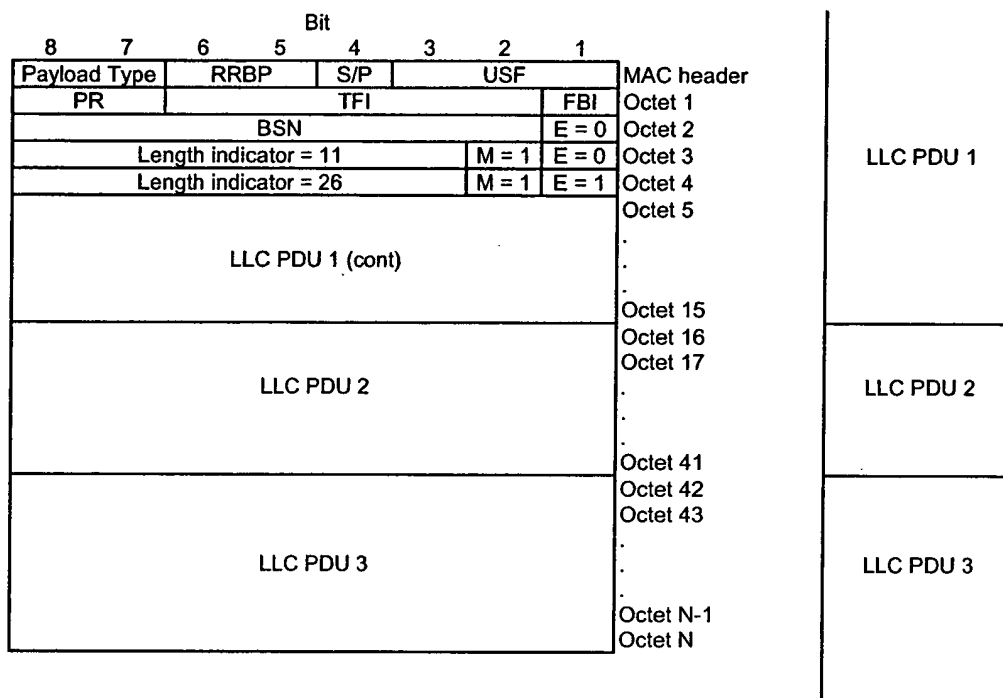 Bit
8 7 6 5 4 3 2 1
Payload Type RRBP S/P USF MAC header
PR TFI FBI Octet 1
BSN E = 0 Octet 2
Length indicator = 11 M = 1 E = 0 Octet 3
LLC PDU 1
Length indicator = 26 M = 1 E = 1 Octet 4
Octet 5
.
LLC PDU 1 (cont)
.
.
Octet 15
Octet 16
Octet 17
LLC PDU 2 . LLC PDU 2
.
.
Octet 41
Octet 42
Octet 43
.
LLC PDU 3 . LLC PDU 3
.
Octet N-1
Octet N